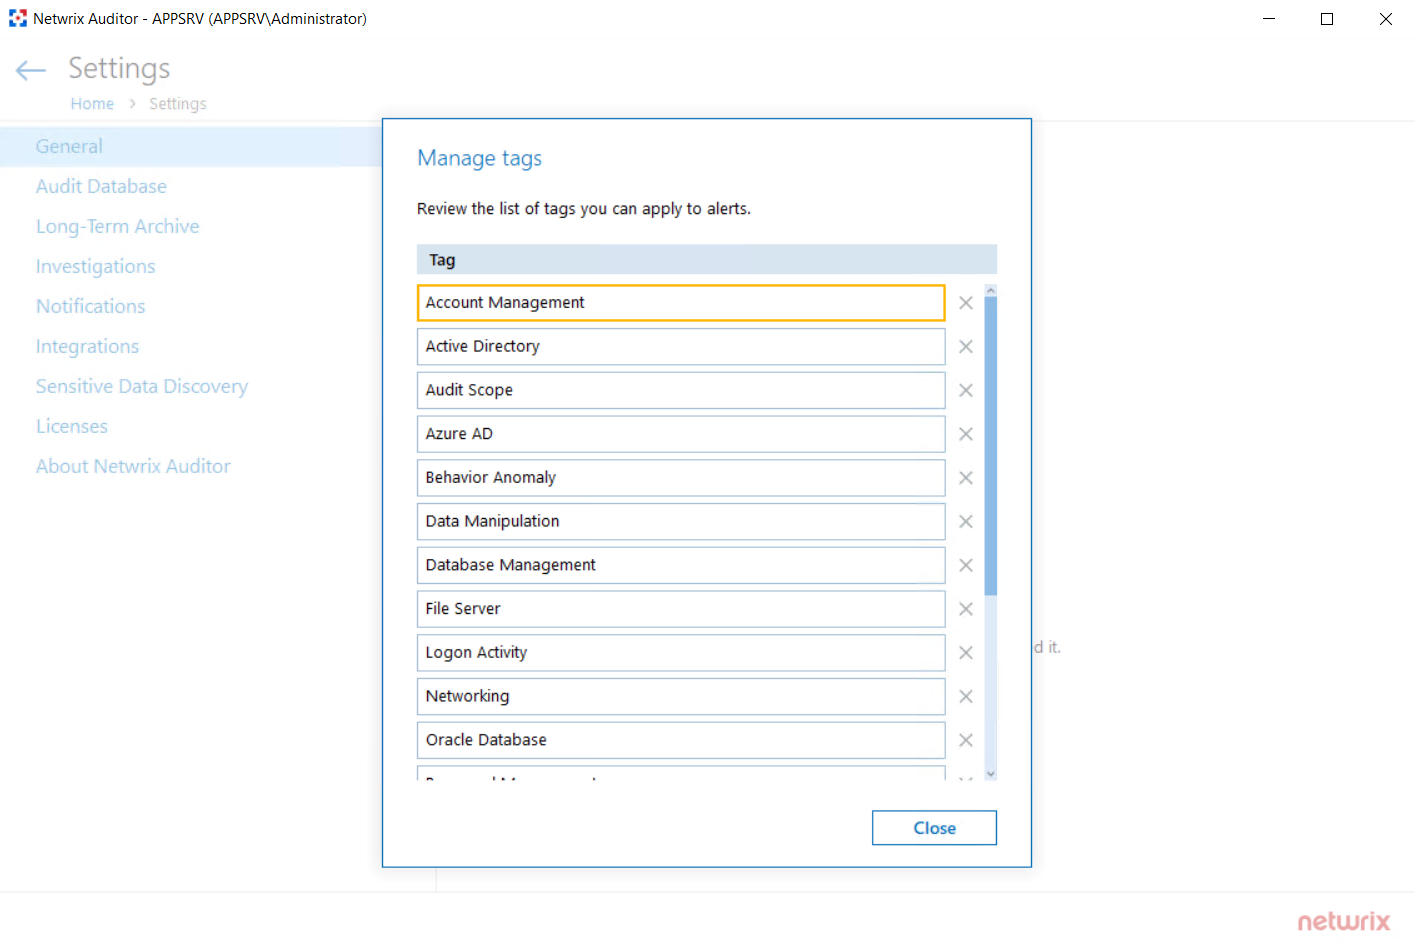 Netwrix Auditor - APPSRV (APPSRV\Administrator)
Settings
Home > Settings
General
Audit Database
Long-Term Archive
Investigations
Notifications
Integrations
Sensitive Data Discovery
Licenses
About Netwrix Auditor
Manage tags
Review the list of tags you can apply to alerts.
Tag
Account Management
Active Directory
Audit Scope
Azure AD
Behavior Anomaly
Data Manipulation
Database Management
File Server
Logon Activity
Networking
Oracle Database
d it.
Close
netwrix